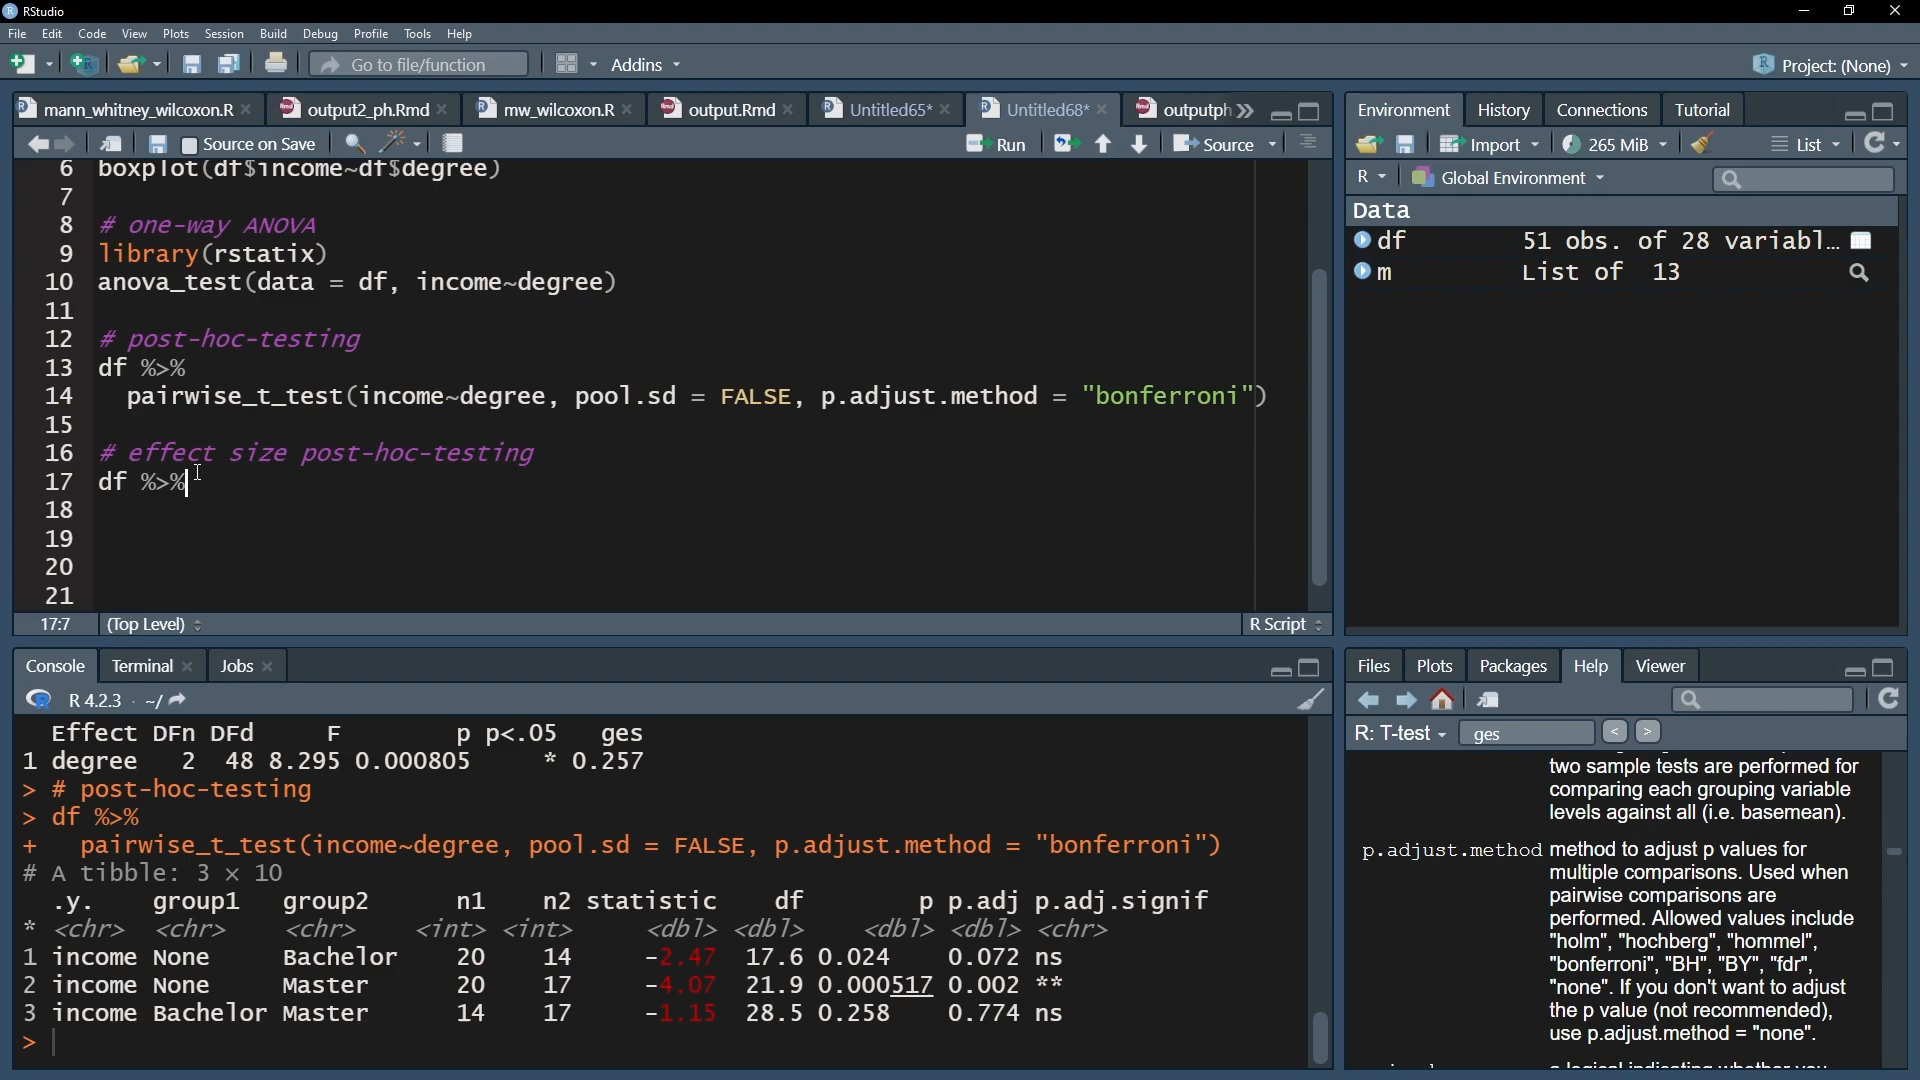 RStudio
File Edit Code View Plots Session Build Debug Profile Tools Help
Go to file/function Addins Project: (None)
mann_whitney_wilcoxon.R output2_ph.Rmd mw_wilcoxon.R output.Rmd Untitled65* Untitled68* outputph
Source on Save Run Source
6 boxplot(df$income~df$degree)
7
8 # one-way ANOVA
9 library(rstatix)
10 anova_test(data = df, income~degree)
11
12 # post-hoc-testing
13 df %>%
14 pairwise_t_test(income~degree, pool.sd = FALSE, p.adjust.method = "bonferroni")
15
16 # effect size post-hoc-testing
17 df %>%
18
19
20
21
17:7 (Top Level) R Script
Console Terminal Jobs
R 4.2.3 · ~/
Effect DFn DFd F p p<.05 ges
1 degree 2 48 8.295 0.000805 * 0.257
> # post-hoc-testing
> df %>%
+ pairwise_t_test(income~degree, pool.sd = FALSE, p.adjust.method = "bonferroni")
# A tibble: 3 × 10
.y. group1 group2 n1 n2 statistic df p p.adj p.adj.signif
* <chr> <chr> <chr> <int> <int> <dbl> <dbl> <dbl> <dbl> <chr>
1 income None Bachelor 20 14 -2.47 17.6 0.024 0.072 ns
2 income None Master 20 17 -4.07 21.9 0.000517 0.002 **
3 income Bachelor Master 14 17 -1.15 28.5 0.258 0.774 ns
>
Environment History Connections Tutorial
Import 265 MiB List
R Global Environment
Data
df 51 obs. of 28 variabl...
m List of 13
Files Plots Packages Help Viewer
R: T-test ges < >
two sample tests are performed for
comparing each grouping variable
levels against all (i.e. basemean).
p.adjust.method method to adjust p values for
multiple comparisons. Used when
pairwise comparisons are
performed. Allowed values include
"holm", "hochberg", "hommel",
"bonferroni", "BH", "BY", "fdr",
"none". If you don't want to adjust
the p value (not recommended),
use p.adjust.method = "none".